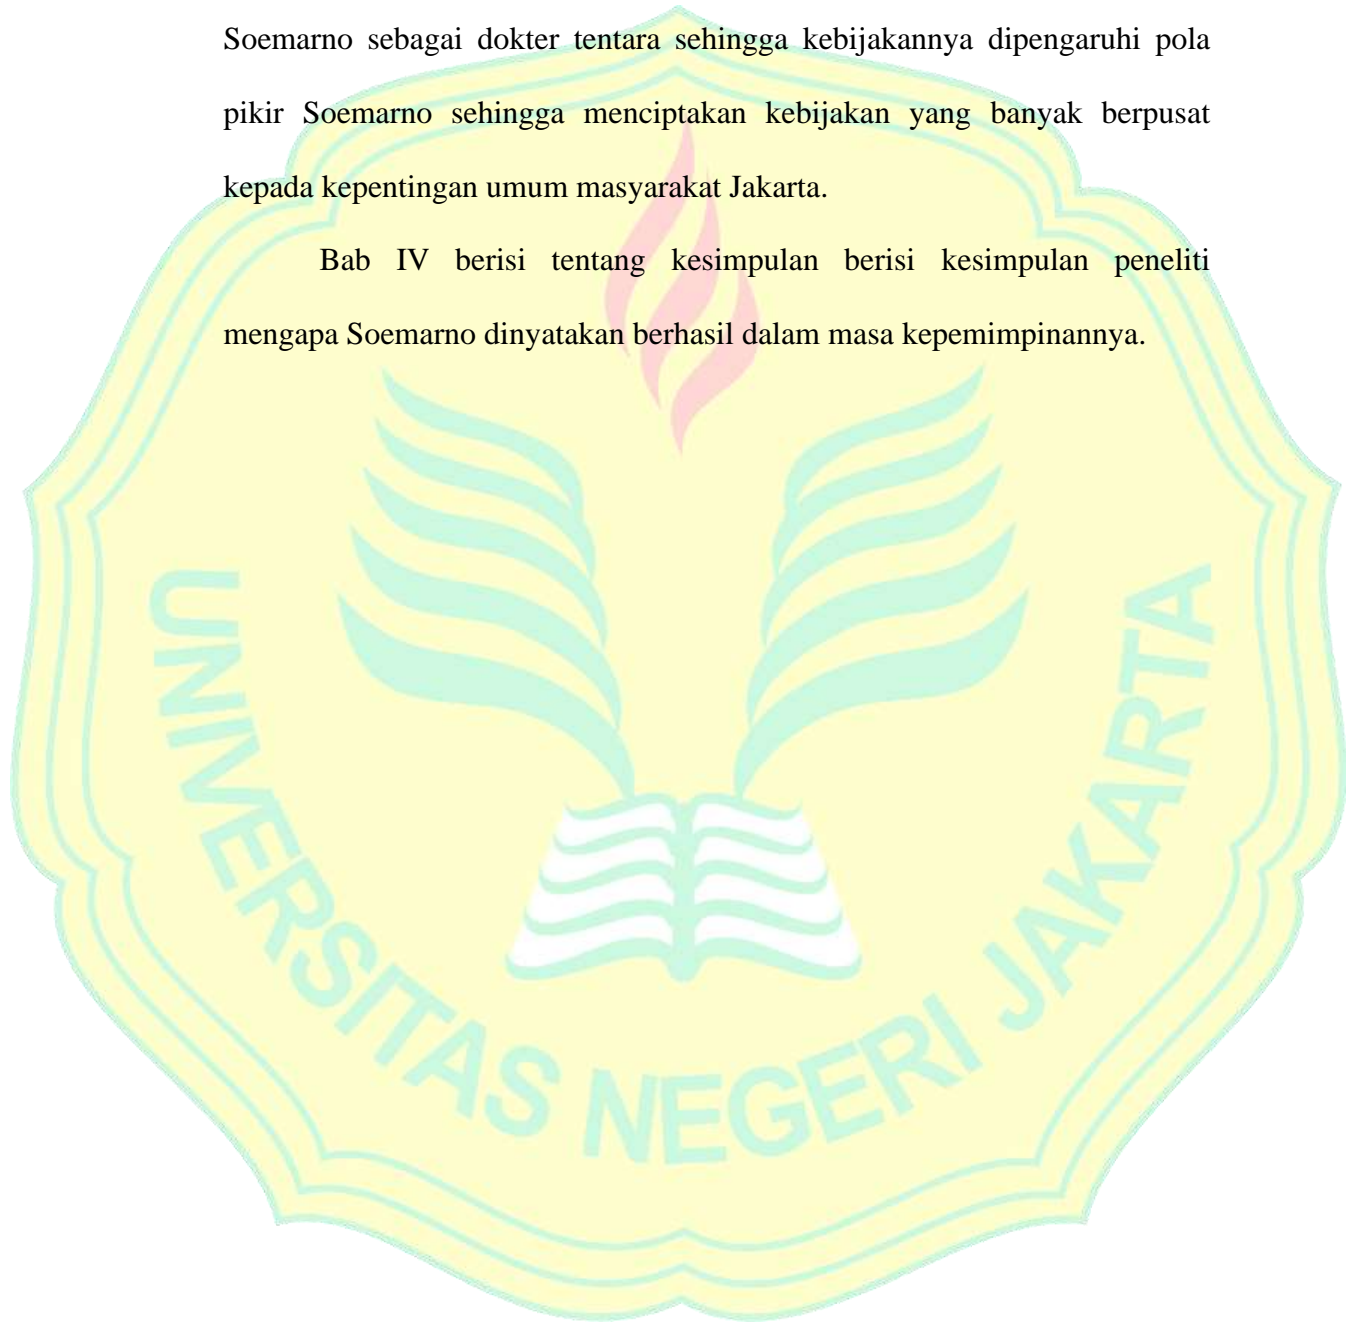 Soemarno sebagai dokter tentara sehingga kebijakannya dipengaruhi pola
pikir Soemarno sehingga menciptakan kebijakan yang banyak berpusat
kepada kepentingan umum masyarakat Jakarta.
Bab IV berisi tentang kesimpulan berisi kesimpulan peneliti
mengapa Soemarno dinyatakan berhasil dalam masa kepemimpinannya.
UNIVERSITAS NEGERI JAKARTA